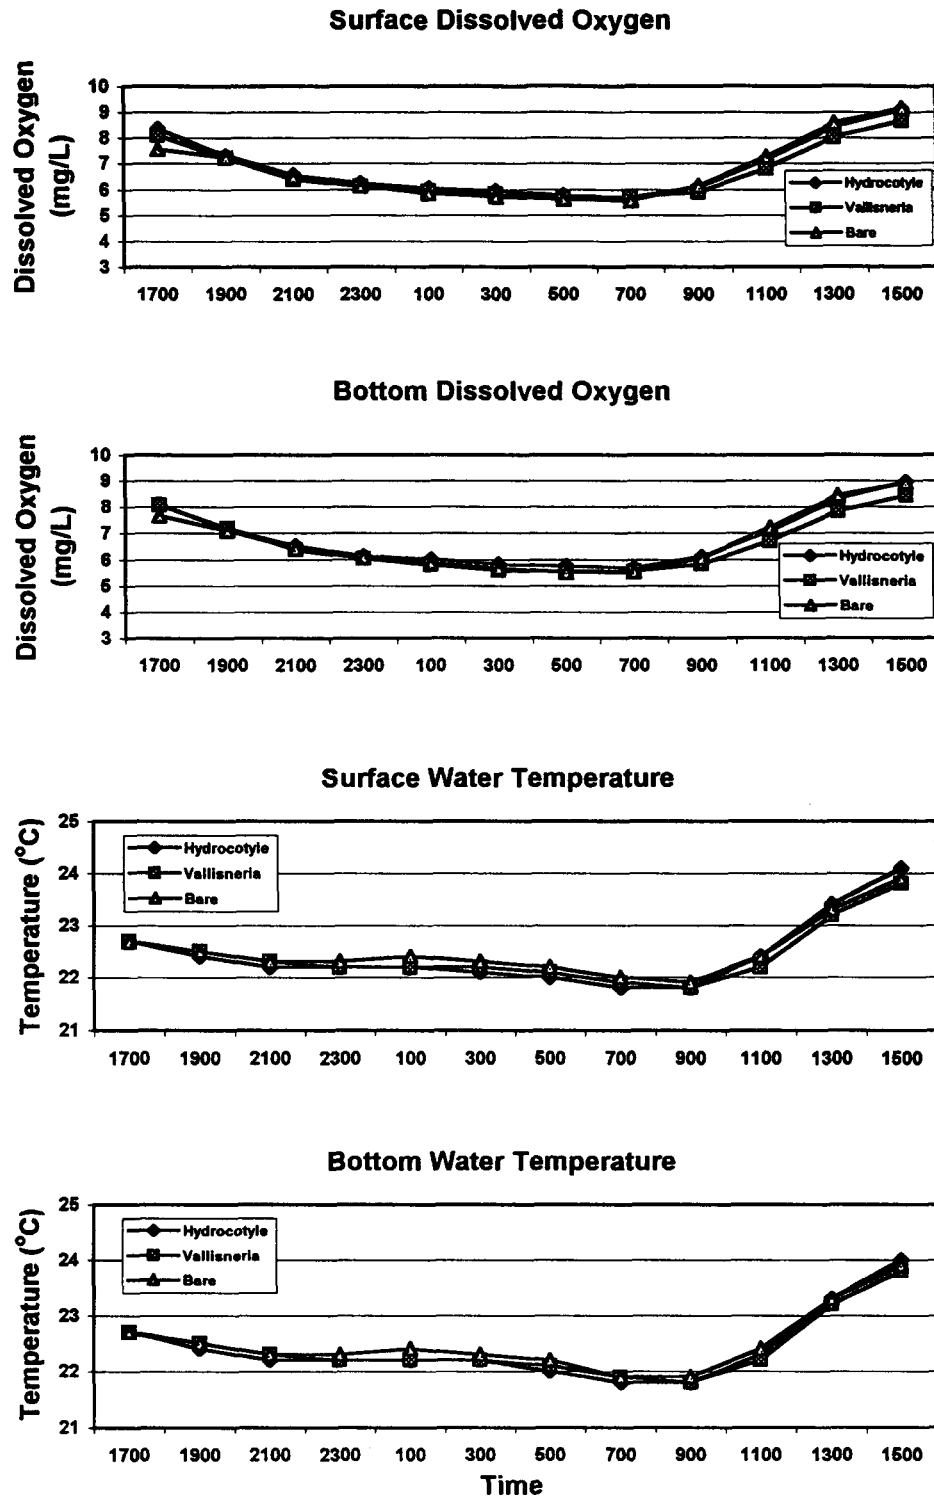 Surface Dissolved Oxygen
Dissolved Oxygen
(mg/L)
10
9
8
7
6
5
4
3
Hydrocotyle
Vallisneria
Bare
1700 1900 2100 2300 100 300 500 700 900 1100 1300 1500
Bottom Dissolved Oxygen
Dissolved Oxygen
(mg/L)
10
9
8
7
6
5
4
3
Hydrocotyle
Vallisneria
Bare
1700 1900 2100 2300 100 300 500 700 900 1100 1300 1500
Surface Water Temperature
Temperature (°C)
25
24
23
22
21
Hydrocotyle
Vallisneria
Bare
1700 1900 2100 2300 100 300 500 700 900 1100 1300 1500
Bottom Water Temperature
Temperature (°C)
25
24
23
22
21
Hydrocotyle
Vallisneria
Bare
1700 1900 2100 2300 100 300 500 700 900 1100 1300 1500
Time